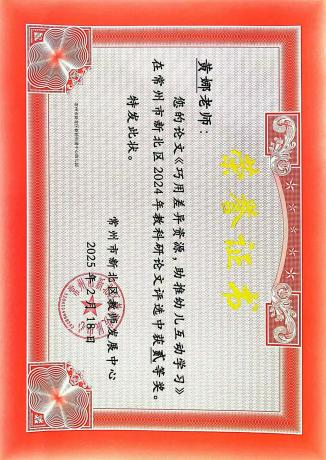 荣誉证书
黄娜老师：
您的论文《巧用差异资源，助推幼儿互动学习》
在常州市新北区2024年教科研论文评选中获贰等奖。
特发此状。
常州市新北区教师发展中心
2025年2月18日